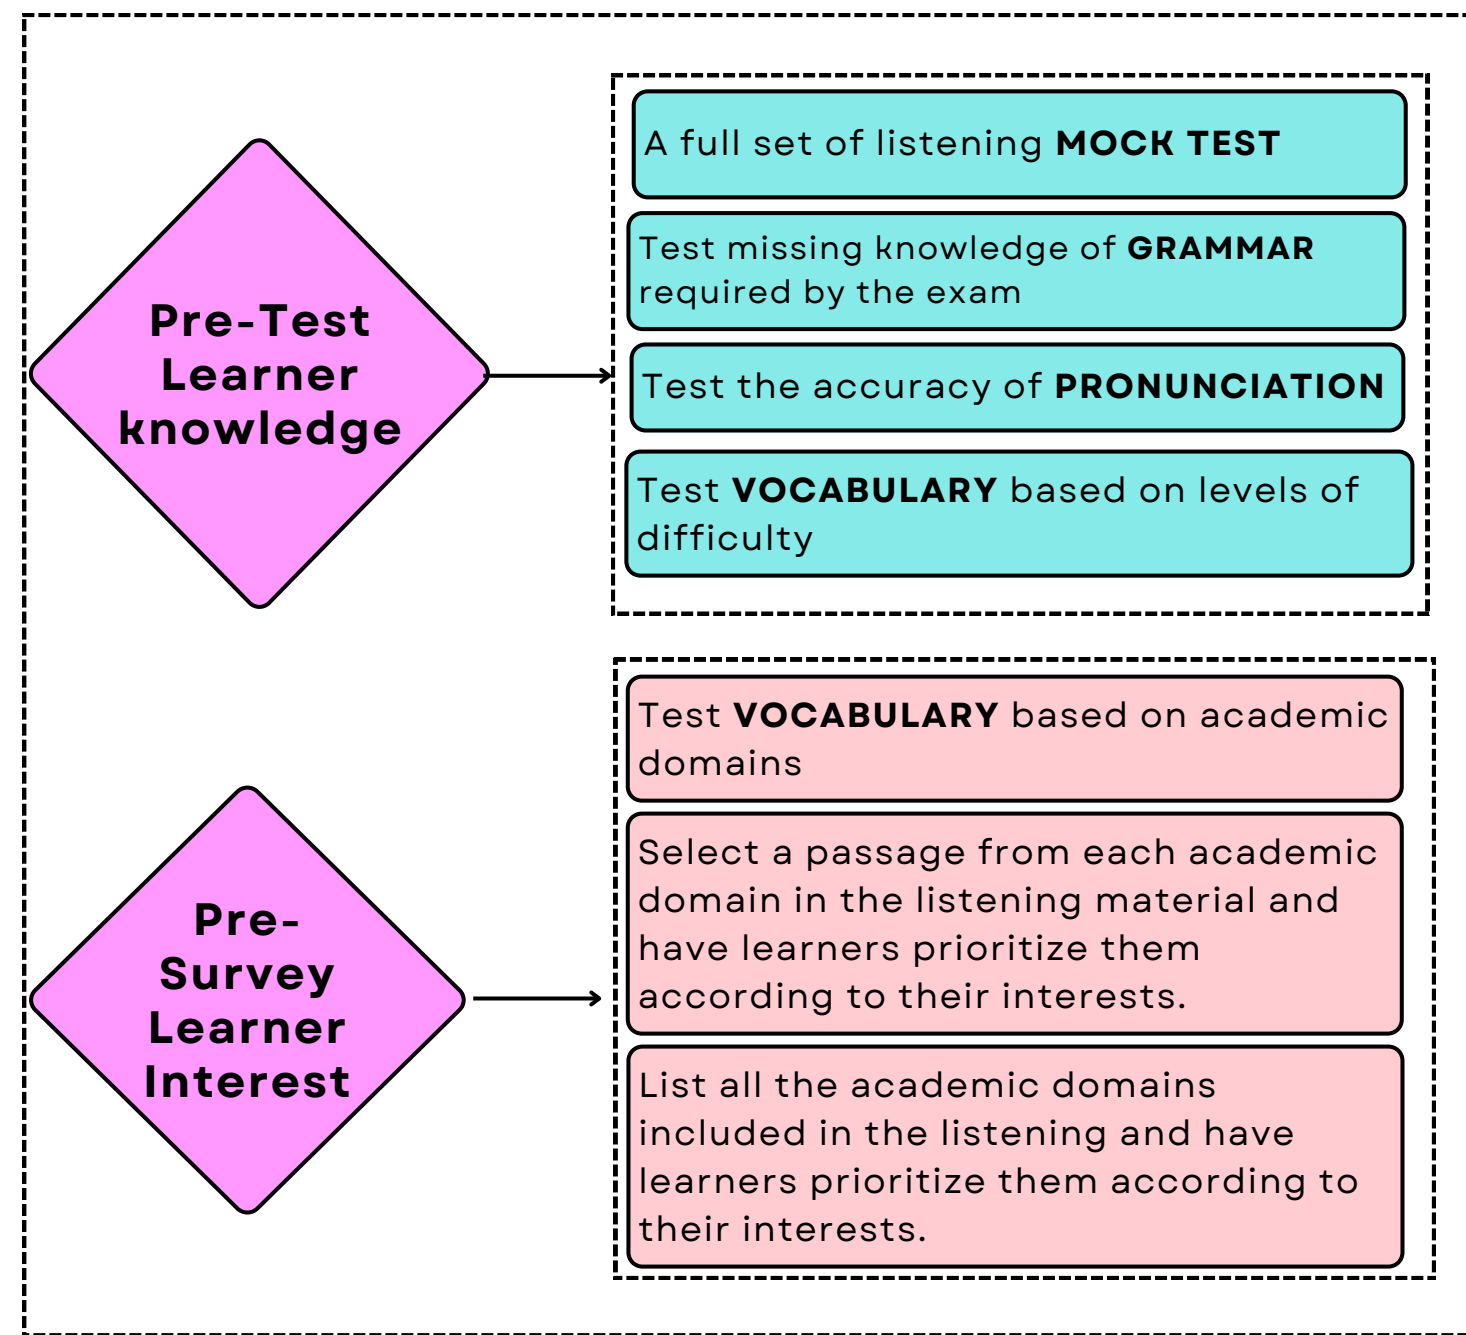 Pre-Test
Learner
knowledge
A full set of listening MOCK TEST
Test missing knowledge of GRAMMAR
required by the exam
Test the accuracy of PRONUNCIATION
Test VOCABULARY based on levels of
difficulty
Pre-
Survey
Learner
Interest
Test VOCABULARY based on academic
domains
Select a passage from each academic
domain in the listening material and
have learners prioritize them
according to their interests.
List all the academic domains
included in the listening and have
learners prioritize them according to
their interests.